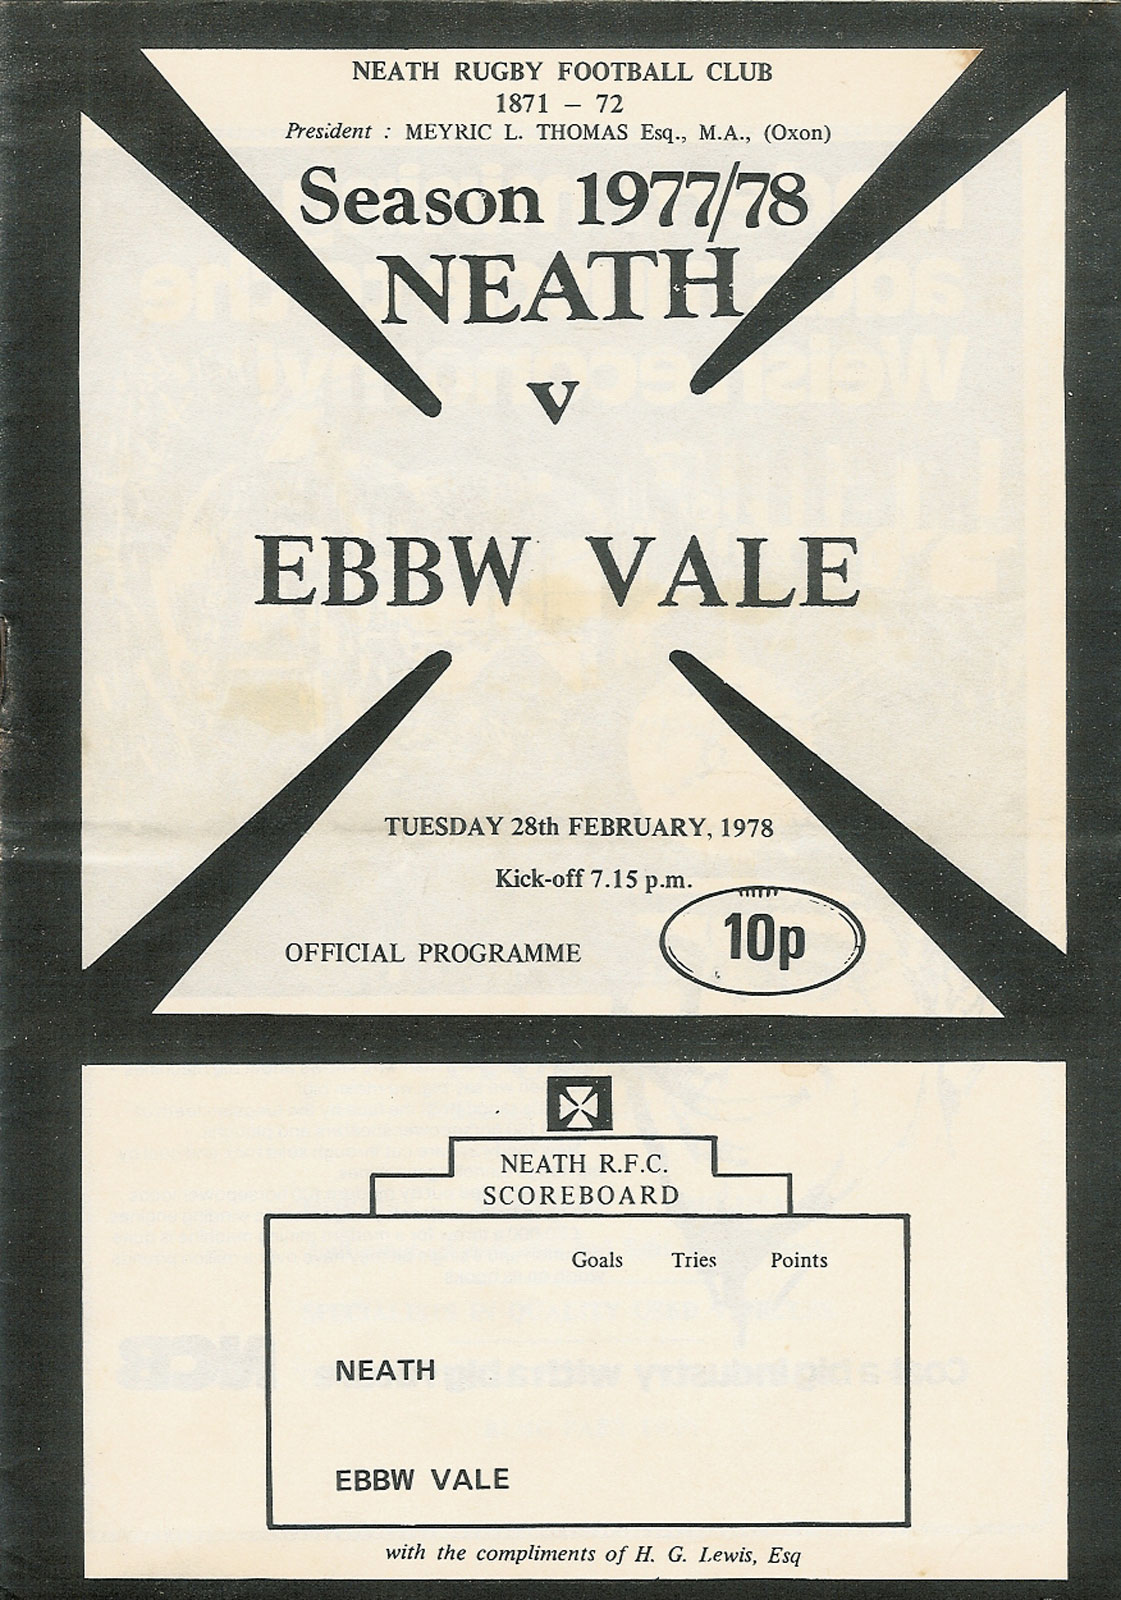 NEATH RUGBY FOOTBALL CLUB
1871 – 72
President : MEYRIC L. THOMAS Esq., M.A., (Oxon)
Season 1977/78
NEATH
v
EBBW VALE
TUESDAY 28th FEBRUARY, 1978
Kick-off 7.15 p.m.
OFFICIAL PROGRAMME 10p
NEATH R.F.C.
SCOREBOARD
Goals Tries Points
NEATH
EBBW VALE
with the compliments of H. G. Lewis, Esq